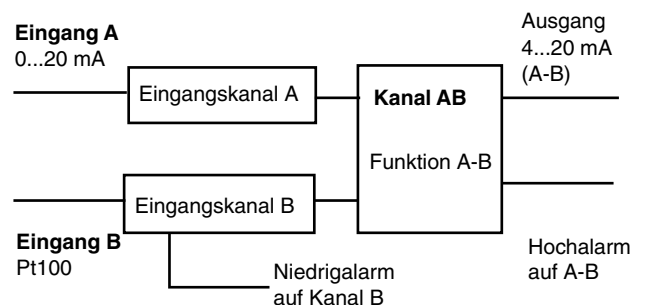 Eingang A
0...20 mA
Eingangskanal A
Kanal AB
Funktion A-B
Ausgang
4...20 mA
(A-B)
Eingangskanal B
Eingang B
Pt100
Niedrigalarm
auf Kanal B
Hochalarm
auf A-B